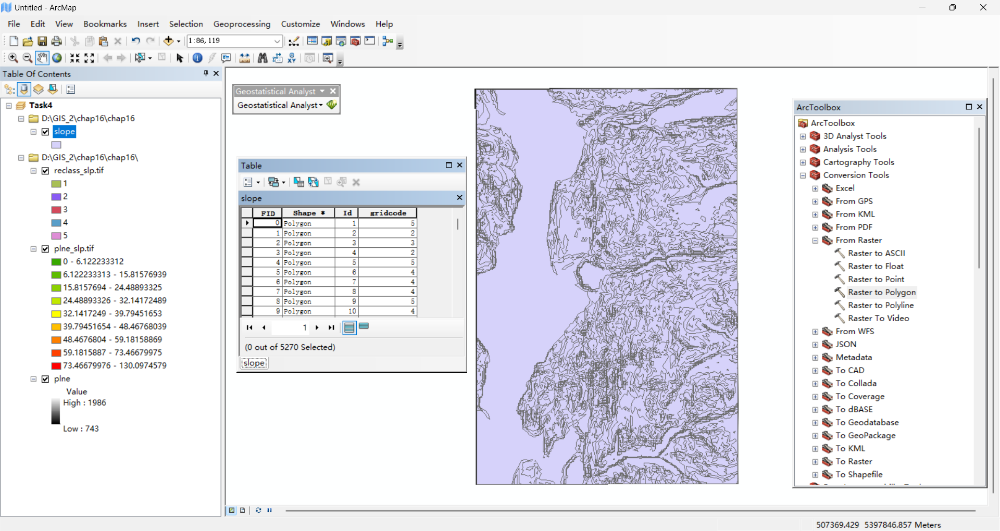 Untitled - ArcMap
File Edit View Bookmarks Insert Selection Geoprocessing Customize Windows Help
1:86,119
Table Of Contents
Task4
D:\GIS_2\chap16\chap16
slope
D:\GIS_2\chap16\chap16\
reclass_slp.tif
1
2
3
4
5
plne_slp.tif
0 - 6.122233312
6.122233313 - 15.81576939
15.8157694 - 24.48893325
24.48893326 - 32.14172489
32.1417249 - 39.79451653
39.79451654 - 48.46768039
48.4676804 - 59.18158869
59.1815887 - 73.46679975
73.46679976 - 130.0974579
plne
Value
High : 1986
Low : 743
Geostatistical Analyst
Geostatistical Analyst
Table
slope
FID Shape * Id gridcode
0 Polygon 1 5
1 Polygon 2 2
2 Polygon 3 3
3 Polygon 4 2
4 Polygon 5 5
5 Polygon 6 4
6 Polygon 7 4
7 Polygon 8 4
8 Polygon 9 5
9 Polygon 10 4
1
(0 out of 5270 Selected)
slope
ArcToolbox
ArcToolbox
3D Analyst Tools
Analysis Tools
Cartography Tools
Conversion Tools
Excel
From GPS
From KML
From PDF
From Raster
Raster to ASCII
Raster to Float
Raster to Point
Raster to Polygon
Raster to Polyline
Raster To Video
From WFS
JSON
Metadata
To CAD
To Collada
To Coverage
To dBASE
To Geodatabase
To GeoPackage
To KML
To Raster
To Shapefile
507369.429 5397846.857 Meters